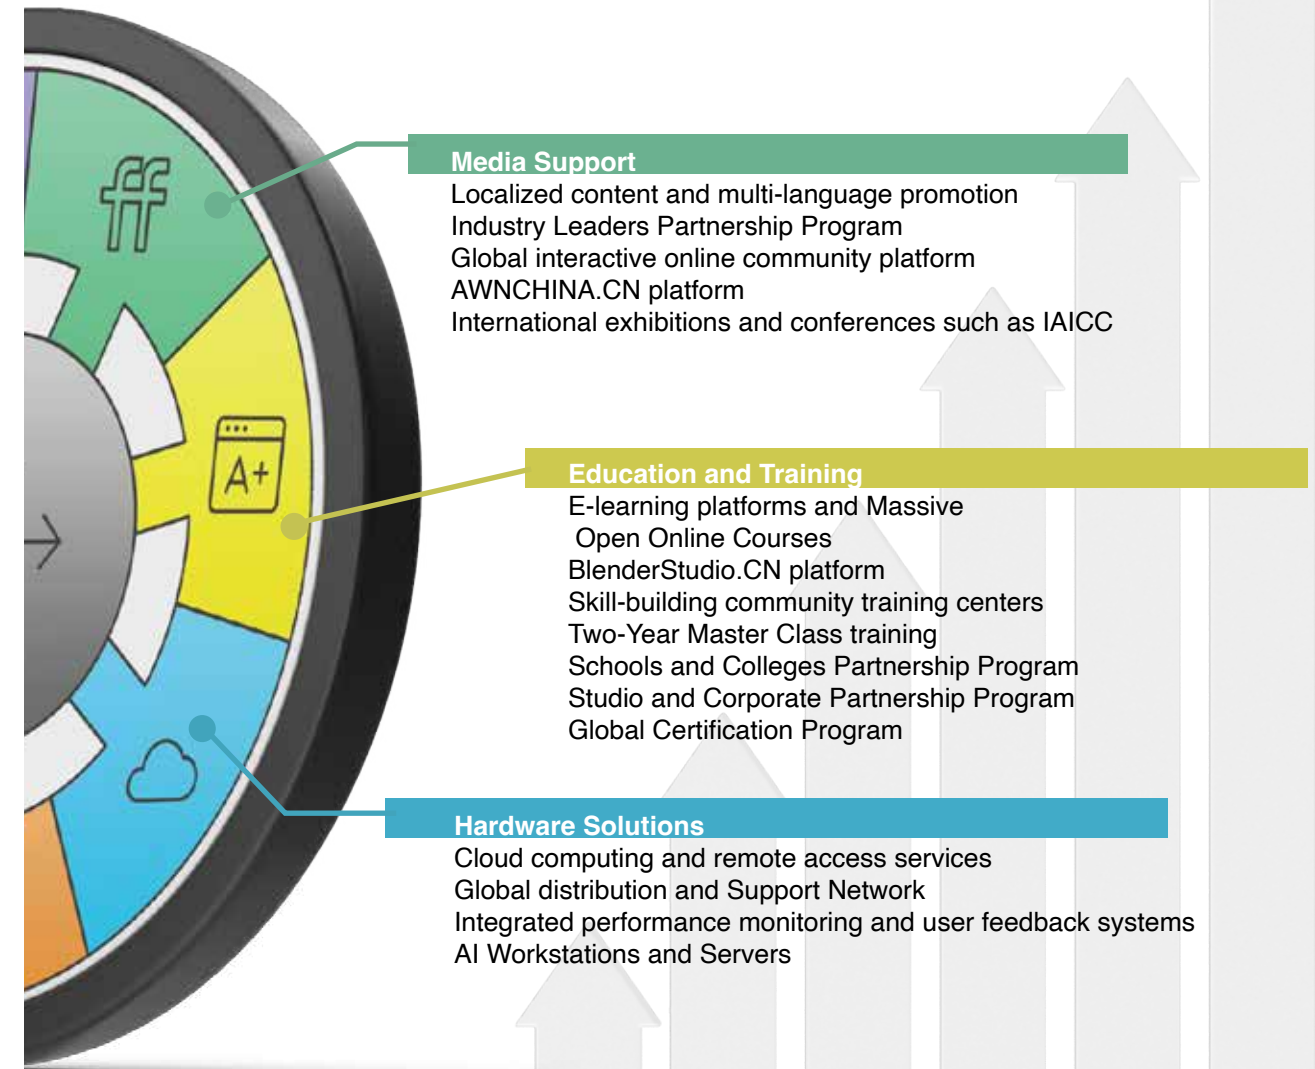 ff
Media Support
Localized content and multi-language promotion
Industry Leaders Partnership Program
Global interactive online community platform
AWNCHINA.CN platform
International exhibitions and conferences such as IAICC
A+
Education and Training
E-learning platforms and Massive
Open Online Courses
BlenderStudio.CN platform
Skill-building community training centers
Two-Year Master Class training
Schools and Colleges Partnership Program
Studio and Corporate Partnership Program
Global Certification Program
Hardware Solutions
Cloud computing and remote access services
Global distribution and Support Network
Integrated performance monitoring and user feedback systems
AI Workstations and Servers